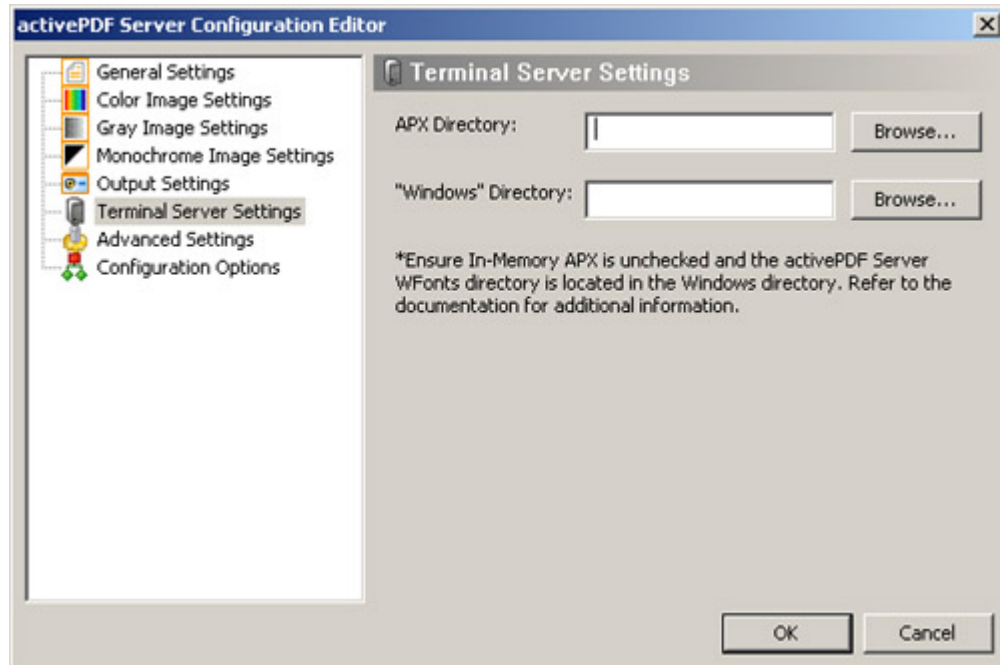 activePDF Server Configuration Editor
General Settings
Color Image Settings
Gray Image Settings
Monochrome Image Settings
Output Settings
Terminal Server Settings
Advanced Settings
Configuration Options
Terminal Server Settings
APX Directory:
Browse...
"Windows" Directory:
Browse...
*Ensure In-Memory APX is unchecked and the activePDF Server
WFonts directory is located in the Windows directory. Refer to the
documentation for additional information.
OK
Cancel